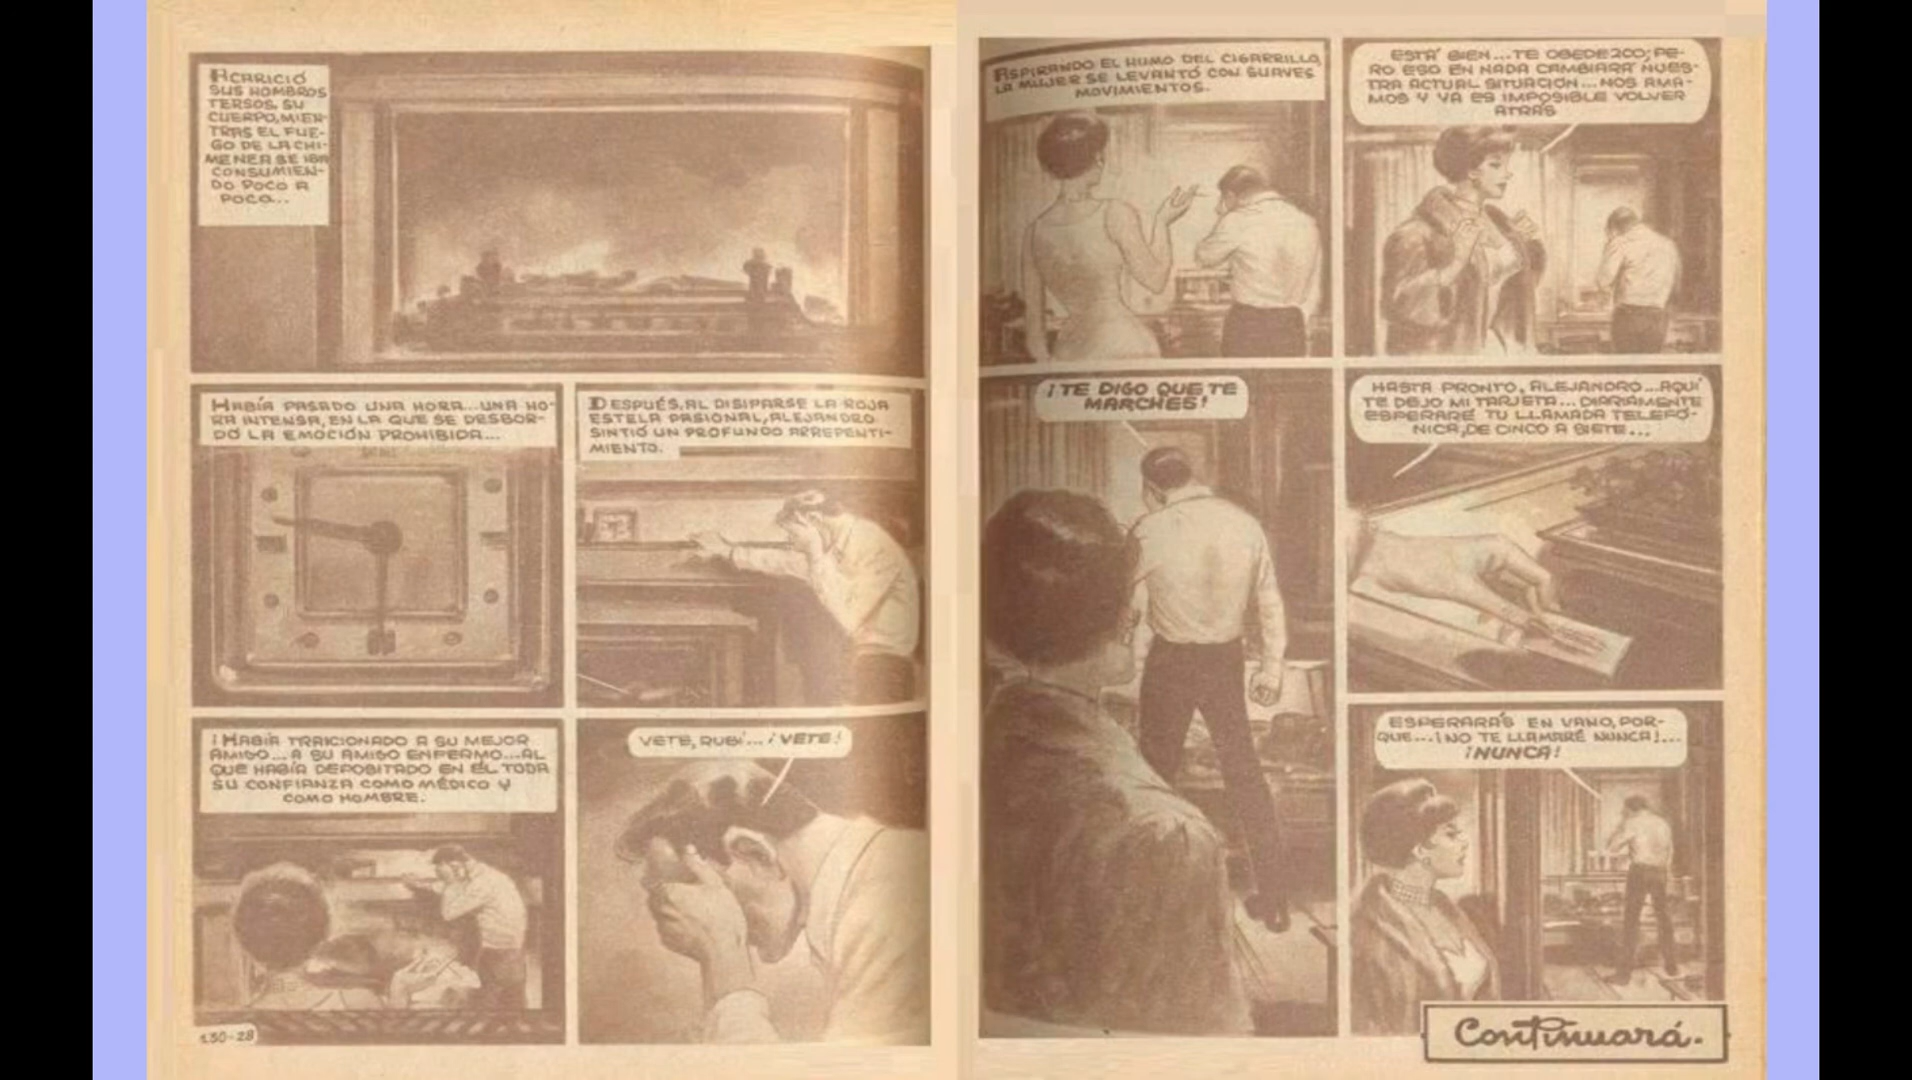 ACARICIÓ
SUS HOMBROS
TERSOS, SU
CUERPO, MIEN-
TRAS EL FUE-
GO DE LA CHI-
MENEA SE IBA
CONSUMIEN-
DO POCO A
POCO...
HABÍA PASADO UNA HORA...UNA HO-
RA INTENSA, EN LA QUE SE DESBOR-
DÓ LA EMOCIÓN PROHIBIDA...
DESPUÉS, AL DISIPARSE LA ROJA
ESTELA PASIONAL, ALEJANDRO
SINTIÓ UN PROFUNDO ARREPENTI-
MIENTO.
¡HABÍA TRAICIONADO A SU MEJOR
AMIGO...A SU AMIGO ENFERMO...AL
QUE HABÍA DEPOSITADO EN ÉL TODA
SU CONFIANZA COMO MÉDICO Y
COMO HOMBRE.
VETE, RUBÍ... ¡VETE!
130-28
ASPIRANDO EL HUMO DEL CIGARRILLO,
LA MUJER SE LEVANTÓ CON SUAVES
MOVIMIENTOS.
ESTÁ BIEN...TE OBEDEZCO; PE-
RO ESO EN NADA CAMBIARÁ NUES-
TRA ACTUAL SITUACIÓN...NOS AMA-
MOS Y YA ES IMPOSIBLE VOLVER
ATRÁS
¡TE DIGO QUE TE
MARCHES!
HASTA PRONTO, ALEJANDRO...AQUÍ
TE DEJO MI TARJETA...DIARIAMENTE
ESPERARÉ TU LLAMADA TELEFÓ-
NICA, DE CINCO A SIETE...
ESPERARÁS EN VANO, POR-
QUE...¡NO TE LLAMARÉ NUNCA!...
¡NUNCA!
Continuará.